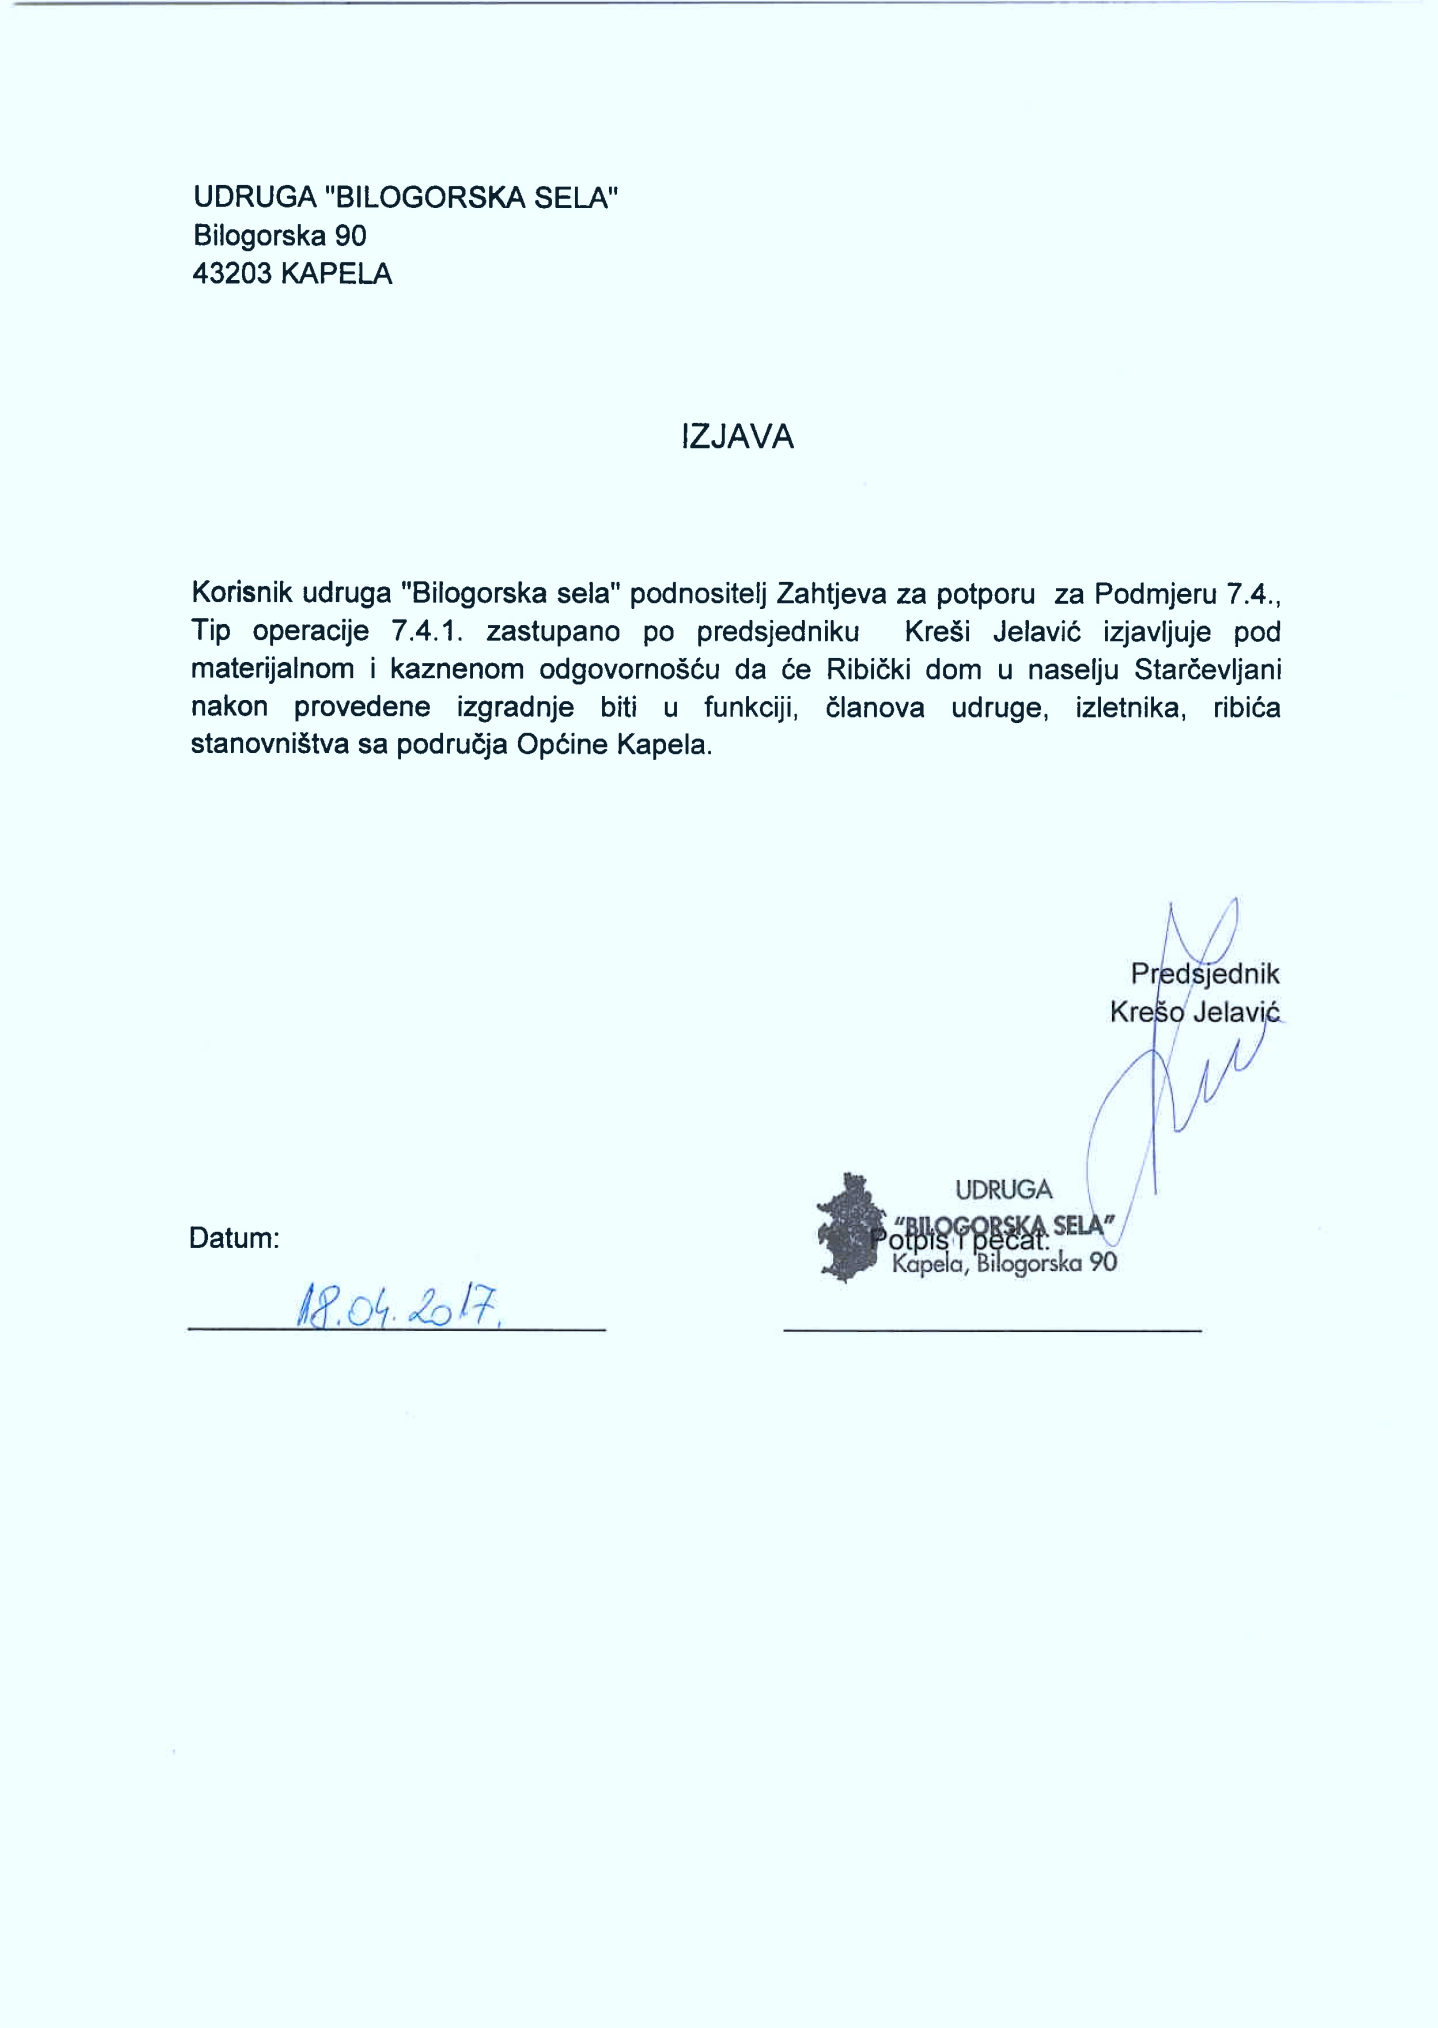 UDRUGA "BILOGORSKA SELA"
Bilogorska 90
43203 KAPELA
IZJAVA
Korisnik udruga "Bilogorska sela" podnositelj Zahtjeva za potporu za Podmjeru 7.4.,
Tip operacije 7.4.1. zastupano po predsjedniku Kreši Jelavić izjavljuje pod
materijalnom i kaznenom odgovornošću da će Ribički dom u naselju Starčevljani
nakon provedene izgradnje biti u funkciji, članova udruge, izletnika, ribića
stanovništva sa područja Općine Kapela.
Predsjednik
Krešo Jelavić
UDRUGA
"BILOGORSKA SELA"
Kapela, Bilogorska 90
Datum:
Potpis i pečat:
18.04.2017.